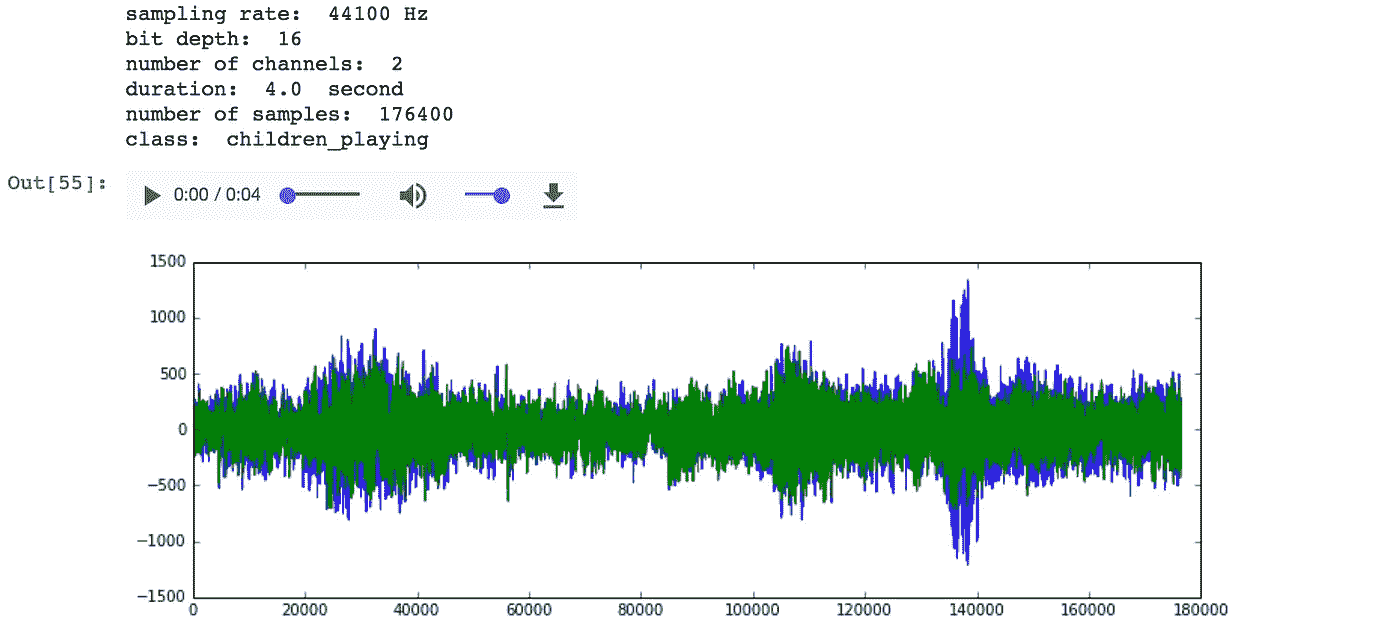 sampling rate:  44100 Hz
bit depth:  16
number of channels:  2
duration:  4.0  second
number of samples:  176400
class:  children_playing
Out[55]:
0:00 / 0:04
1500
1000
500
0
−500
−1000
−1500
0 20000 40000 60000 80000 100000 120000 140000 160000 180000